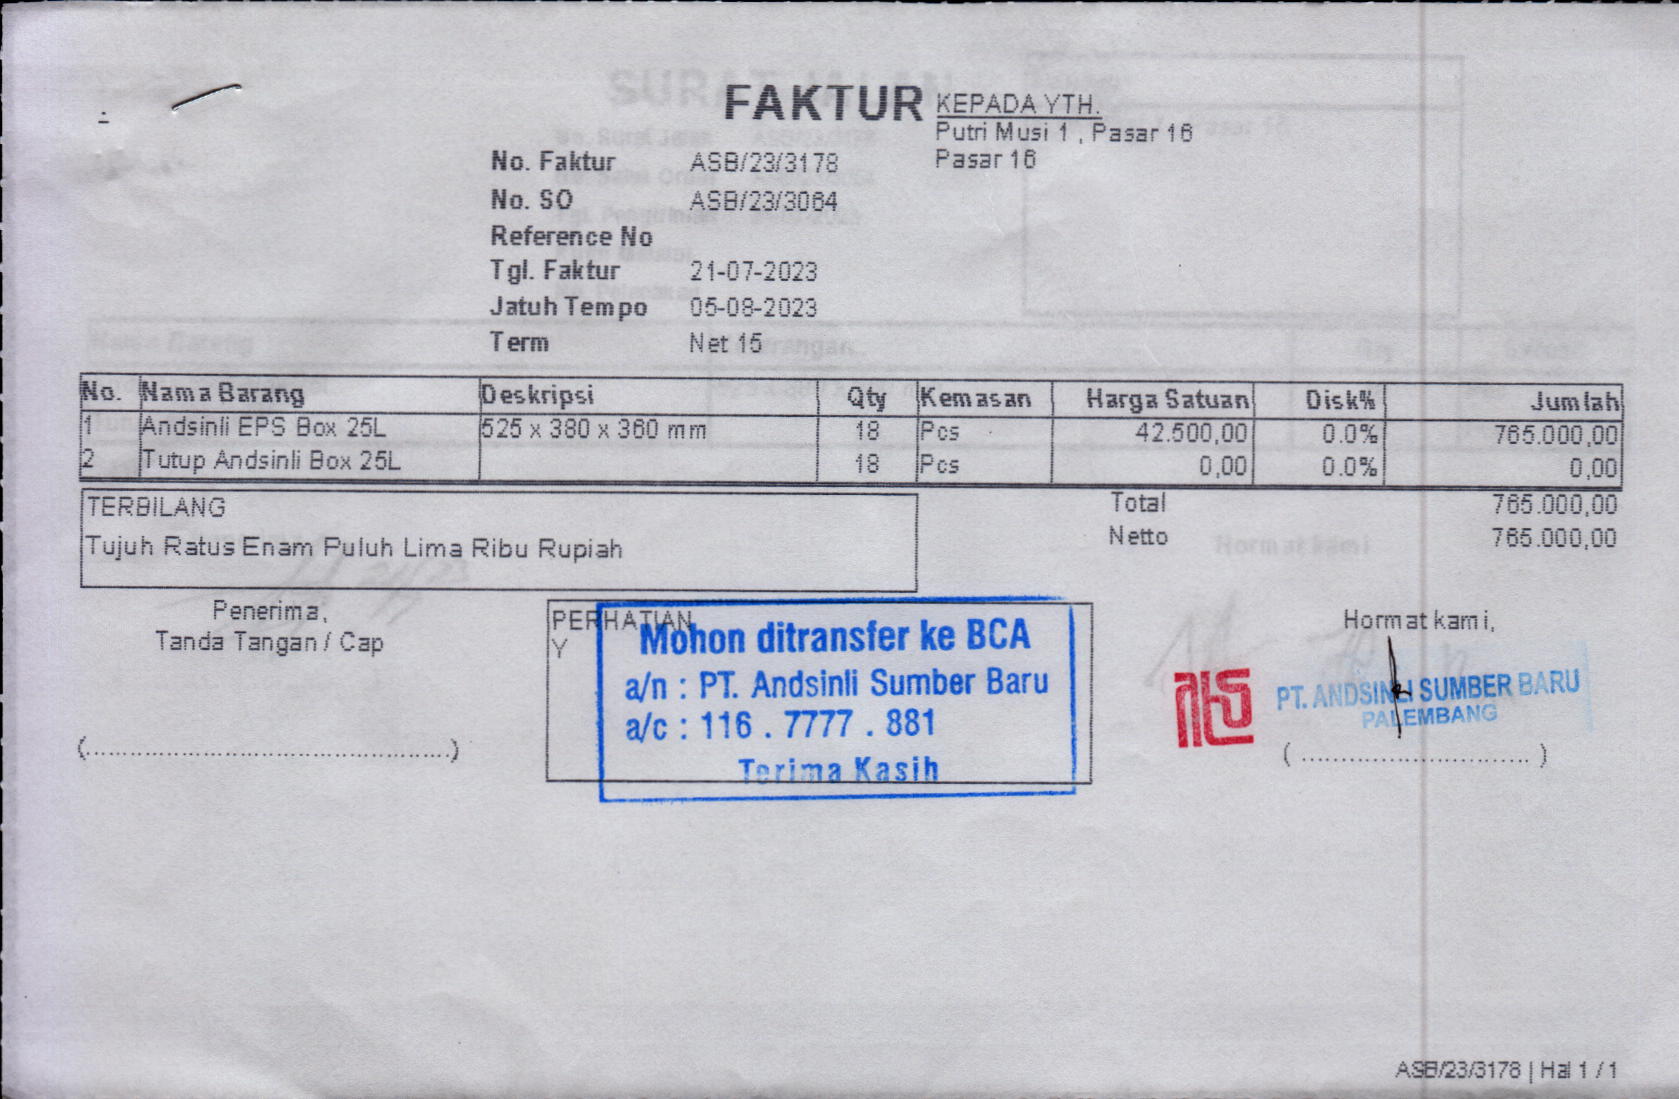 FAKTUR
KEPADA YTH.
Putri Musi 1 , Pasar 16
Pasar 16
No. Faktur ASB/23/3178
No. SO ASB/23/3064
Reference No
Tgl. Faktur 21-07-2023
Jatuh Tempo 05-08-2023
Term Net 15
No. Nama Barang Deskripsi Qty Kemasan Harga Satuan Disk% Jumlah
1 Andsinli EPS Box 25L 525 x 380 x 360 mm 18 Pcs 42.500,00 0.0% 765.000,00
2 Tutup Andsinli Box 25L 18 Pcs 0,00 0.0% 0,00
TERBILANG
Tujuh Ratus Enam Puluh Lima Ribu Rupiah
Total 765.000,00
Netto 765.000,00
Penerima,
Tanda Tangan / Cap
(................................................)
PERHATIAN
Y
Mohon ditransfer ke BCA
a/n : PT. Andsinli Sumber Baru
a/c : 116 . 7777 . 881
Terima Kasih
Hormat kami,
PT. ANDSINLI SUMBER BARU
PALEMBANG
( .............................. )
ASB/23/3178 | Hal 1 / 1